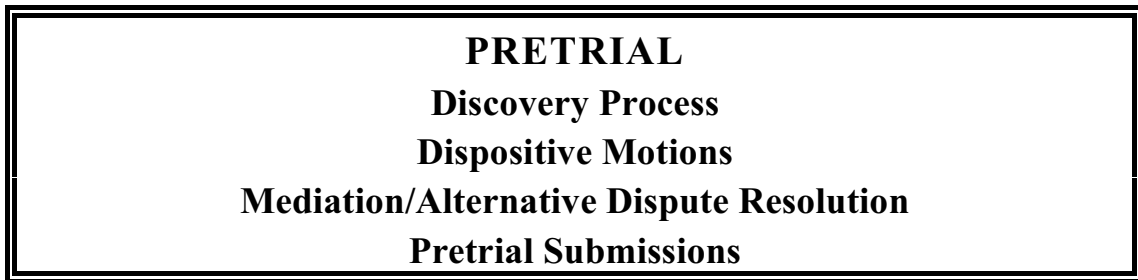 PRETRIAL
Discovery Process
Dispositive Motions
Mediation/Alternative Dispute Resolution
Pretrial Submissions